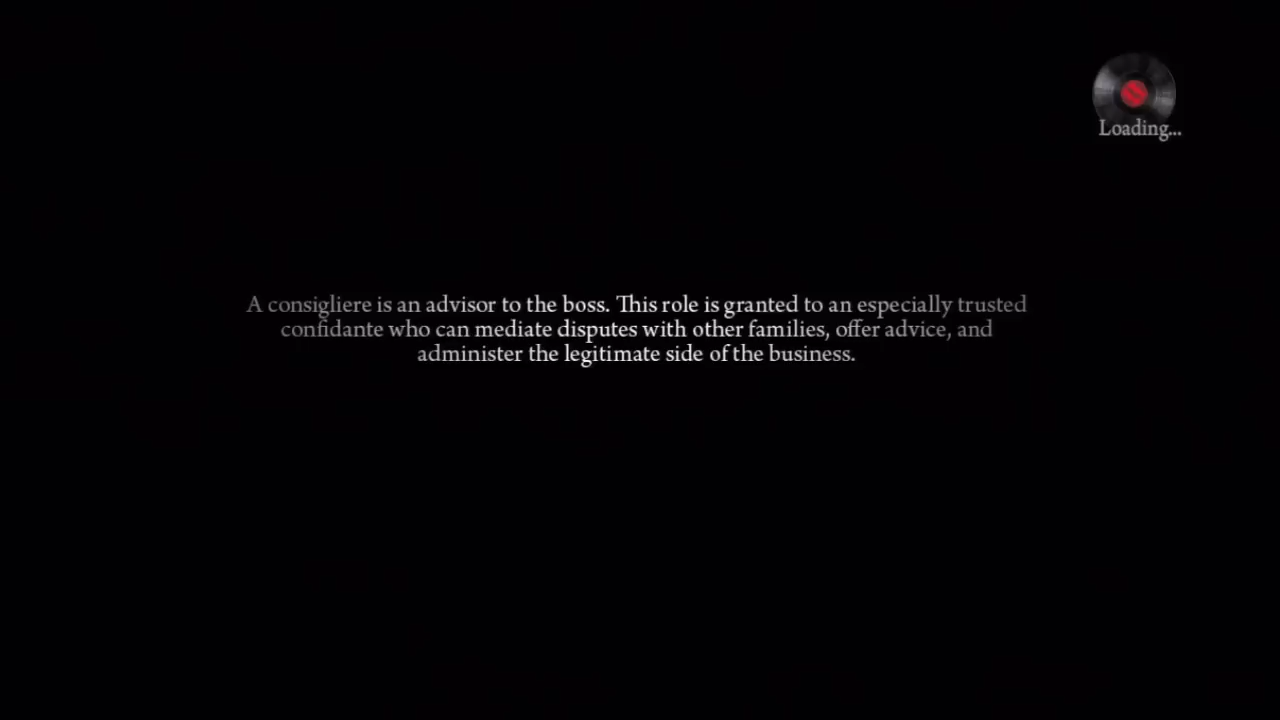 Loading...
A consigliere is an advisor to the boss. This role is granted to an especially trusted
confidante who can mediate disputes with other families, offer advice, and
administer the legitimate side of the business.